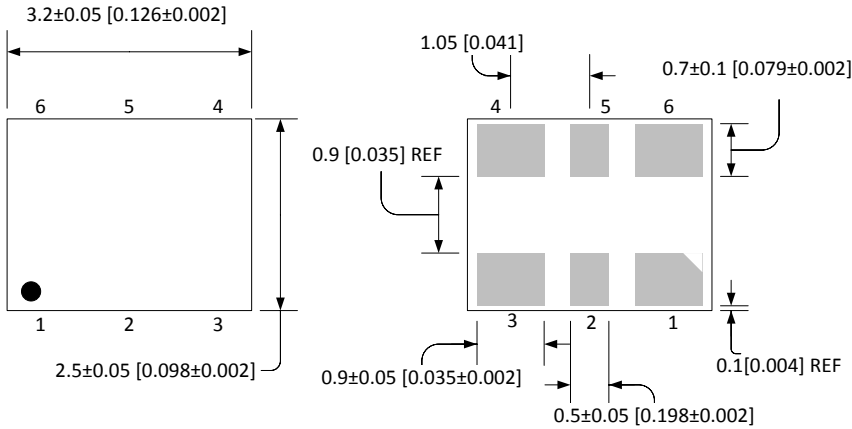 3.2±0.05 [0.126±0.002]
1.05 [0.041]
0.7±0.1 [0.079±0.002]
6 5 4
4 5 6
0.9 [0.035] REF
1 2 3
3 2 1
2.5±0.05 [0.098±0.002]
0.9±0.05 [0.035±0.002]
0.1[0.004] REF
0.5±0.05 [0.198±0.002]